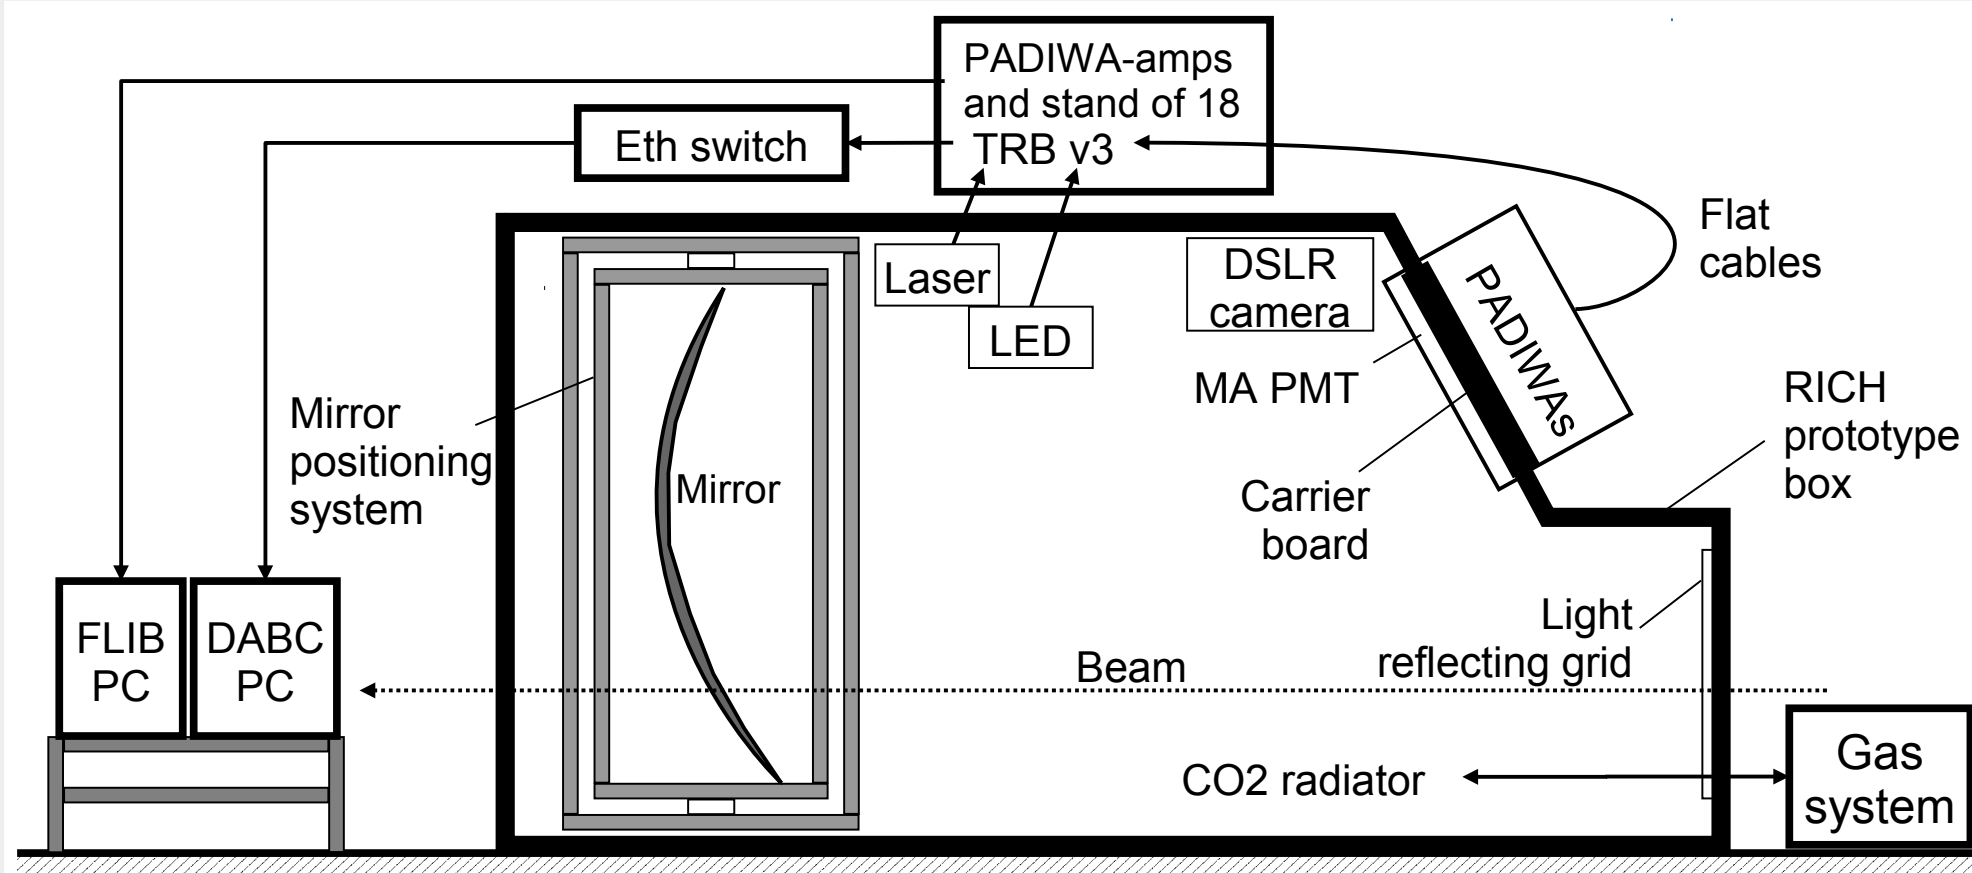 PADIWA-amps
and stand of 18
TRB v3
Eth switch
Flat
cables
Laser
LED
DSLR
camera
PADIWAs
MA PMT
RICH
prototype
box
Mirror
positioning
system
Mirror
Carrier
board
FLIB
PC
DABC
PC
Light
reflecting grid
Beam
CO2 radiator
Gas
system